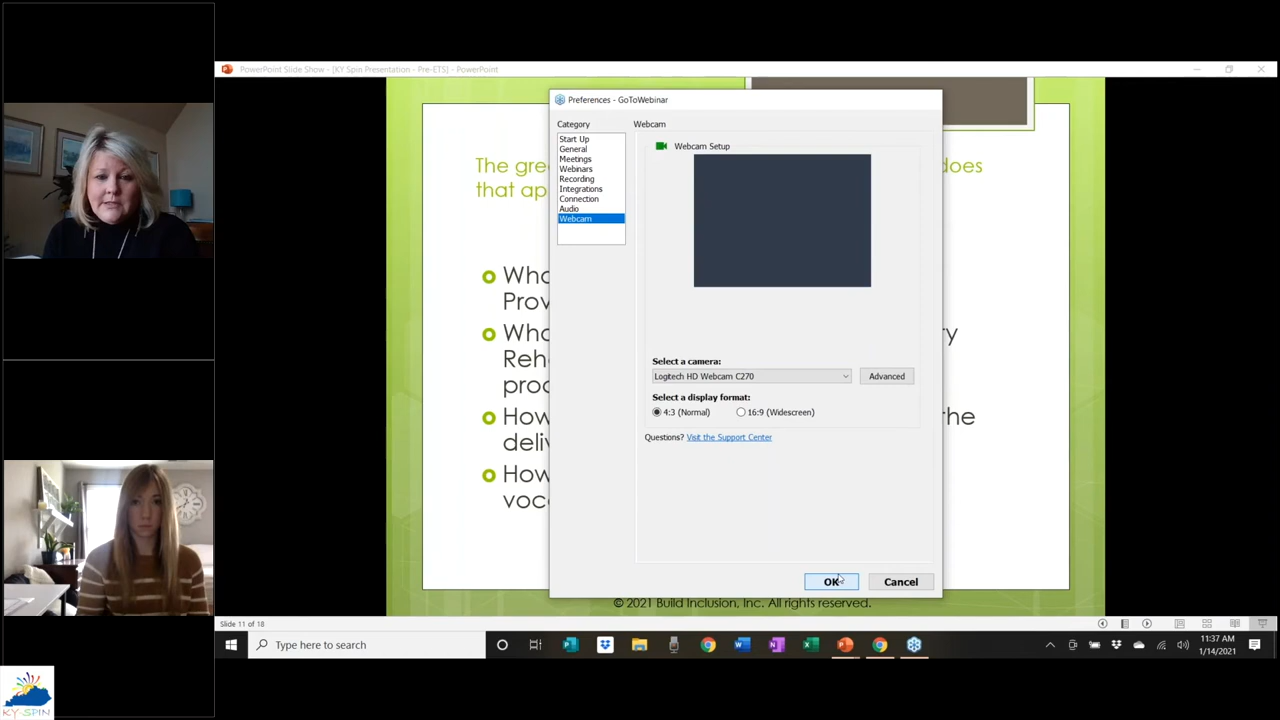 PowerPoint Slide Show - [KY Spin Presentation - Pre-ETS] - PowerPoint
Preferences - GoToWebinar
Category
Webcam
Start Up
General
Meetings
Webinars
Recording
Integrations
Connection
Audio
Webcam
Webcam Setup
Select a camera:
Logitech HD Webcam C270
Advanced
Select a display format:
4:3 (Normal)
16:9 (Widescreen)
Questions? Visit the Support Center
OK
Cancel
The gre
does
that ap
Wha
Prov
Wha
ry
Reh
proc
How
the
deliv
How
voc
© 2021 Build Inclusion, Inc. All rights reserved.
Slide 11 of 18
Type here to search
11:37 AM
1/14/2021
KY-SPIN